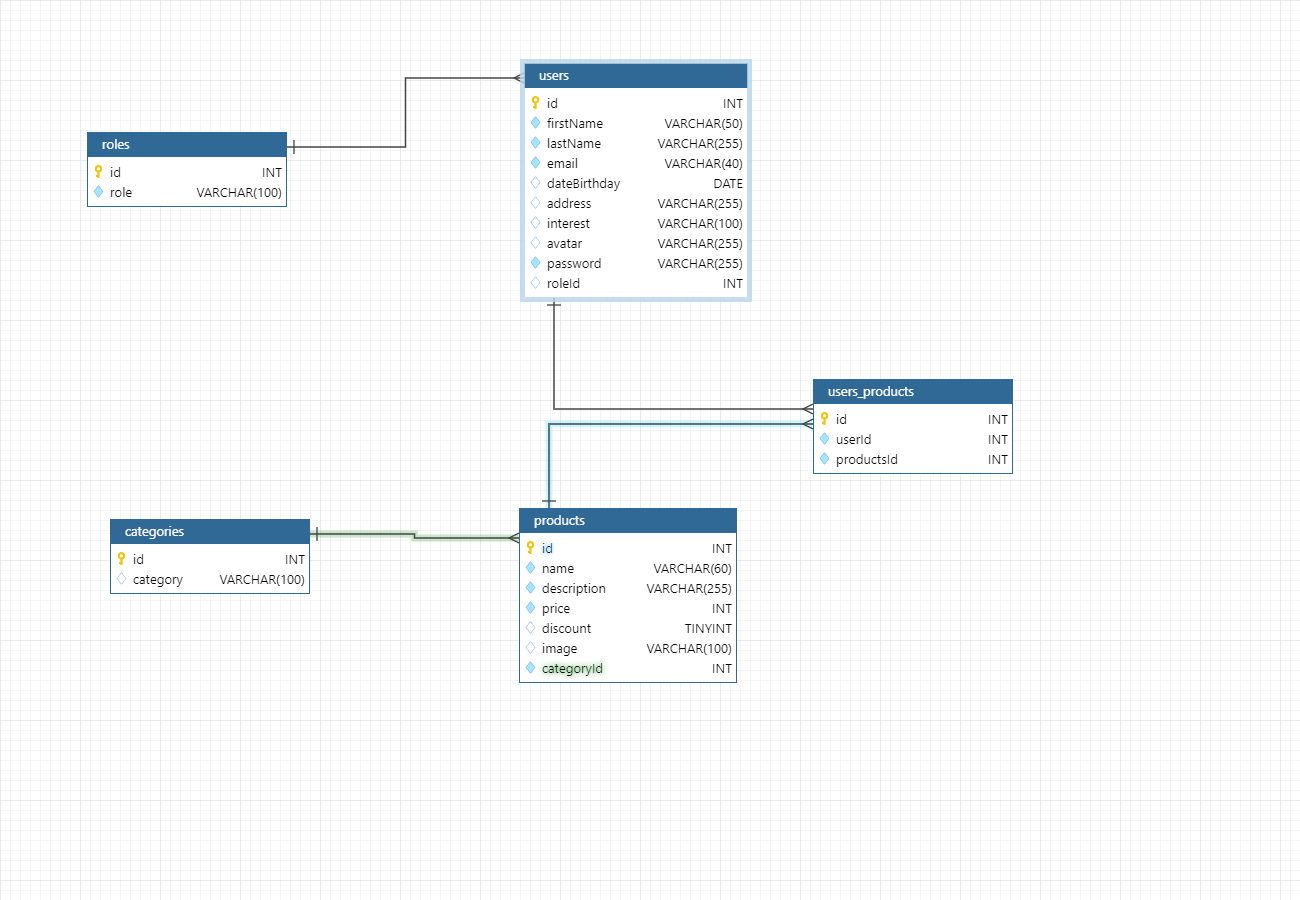 users
id INT
firstName VARCHAR(50)
lastName VARCHAR(255)
email VARCHAR(40)
dateBirthday DATE
address VARCHAR(255)
interest VARCHAR(100)
avatar VARCHAR(255)
password VARCHAR(255)
roleId INT
roles
id INT
role VARCHAR(100)
users_products
id INT
userId INT
productsId INT
categories
id INT
category VARCHAR(100)
products
id INT
name VARCHAR(60)
description VARCHAR(255)
price INT
discount TINYINT
image VARCHAR(100)
categoryId INT